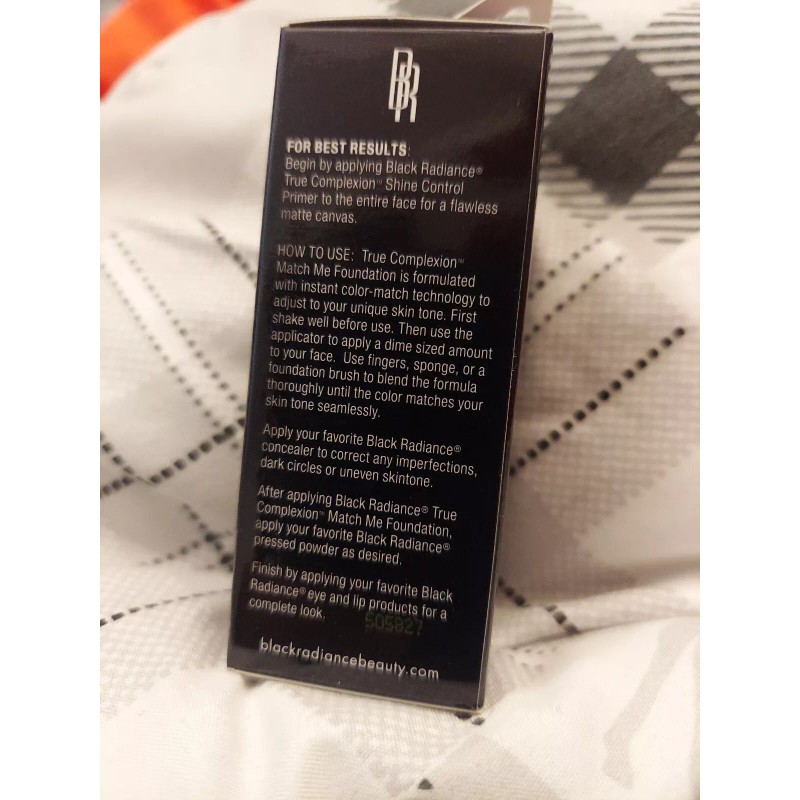 BR
FOR BEST RESULTS:
Begin by applying Black Radiance®
True Complexion™ Shine Control
Primer to the entire face for a flawless
matte canvas.
HOW TO USE: True Complexion™
Match Me Foundation is formulated
with instant color-match technology to
adjust to your unique skin tone. First
shake well before use. Then use the
applicator to apply a dime sized amount
to your face. Use fingers, sponge, or a
foundation brush to blend the formula
thoroughly until the color matches your
skin tone seamlessly.
Apply your favorite Black Radiance®
concealer to correct any imperfections,
dark circles or uneven skintone.
After applying Black Radiance® True
Complexion™ Match Me Foundation,
apply your favorite Black Radiance®
pressed powder as desired.
Finish by applying your favorite Black
Radiance® eye and lip products for a
complete look.
505827
blackradiancebeauty.com